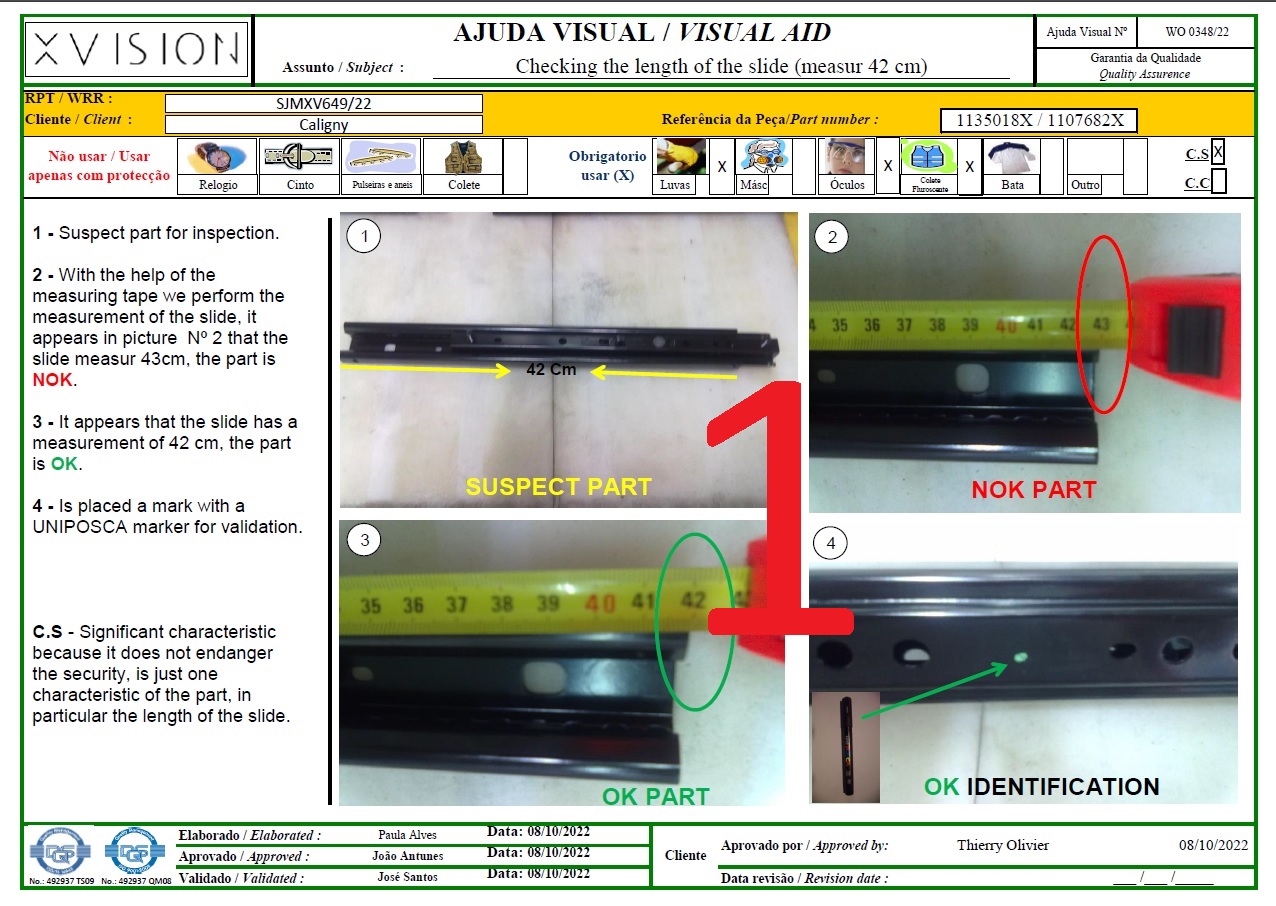 XVISION
AJUDA VISUAL / VISUAL AID
Assunto / Subject :
Checking the length of the slide (measur 42 cm)
Ajuda Visual Nº
WO 0348/22
Garantia da Qualidade
Quality Assurence
RPT / WRR :
SJMXV649/22
Cliente / Client :
Caligny
Referência da Peça/Part number :
1135018X / 1107682X
Não usar / Usar
apenas com protecção
Relogio
Cinto
Pulseiras e aneis
Colete
Obrigatorio
usar (X)
Luvas
X
Másc
Óculos
X
Colete
Fluroscente
X
Bata
Outro
C.S X
C.C
1 - Suspect part for inspection.
2 - With the help of the
measuring tape we perform the
measurement of the slide, it
appears in picture Nº 2 that the
slide measur 43cm, the part is
NOK.
3 - It appears that the slide has a
measurement of 42 cm, the part
is OK.
4 - Is placed a mark with a
UNIPOSCA marker for validation.
C.S - Significant characteristic
because it does not endanger
the security, is just one
characteristic of the part, in
particular the length of the slide.
1
42 Cm
SUSPECT PART
2
4 35 36 37 38 39 40 41 42 43
NOK PART
1
3
35 36 37 38 39 40 41 42
OK PART
4
OK IDENTIFICATION
DQP
No.: 492937 TS09
DQP
No.: 492937 QM08
Elaborado / Elaborated :
Paula Alves
Data: 08/10/2022
Aprovado / Approved :
João Antunes
Data: 08/10/2022
Validado / Validated :
José Santos
Data: 08/10/2022
Cliente
Aprovado por / Approved by:
Thierry Olivier
08/10/2022
Data revisão / Revision date :
___ /___ /_____